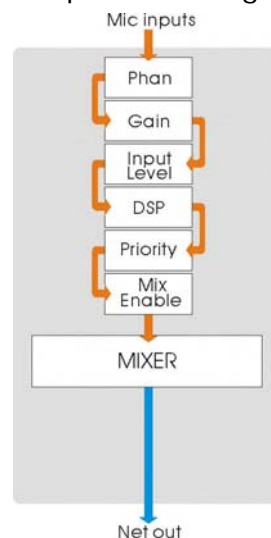 Mic inputs
Phan
Gain
Input
Level
DSP
Priority
Mix
Enable
MIXER
Net out